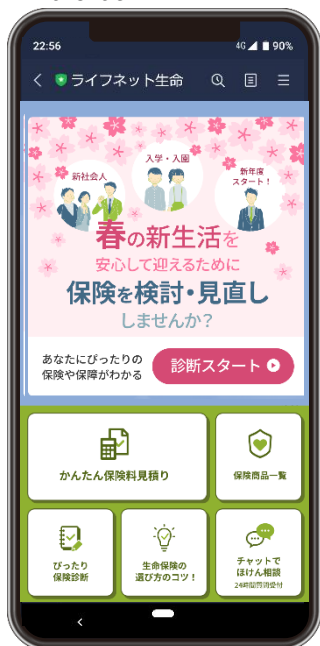 22:56
4G 90%
ライフネット生命
新社会人
入学・入園
新年度
スタート！
春の新生活を
安心して迎えるために
保険を検討・見直し
しませんか？
あなたにぴったりの
保険や保障がわかる
診断スタート
かんたん保険料見積り
保険商品一覧
ぴったり
保険診断
生命保険の
選び方のコツ！
チャットで
ほけん相談